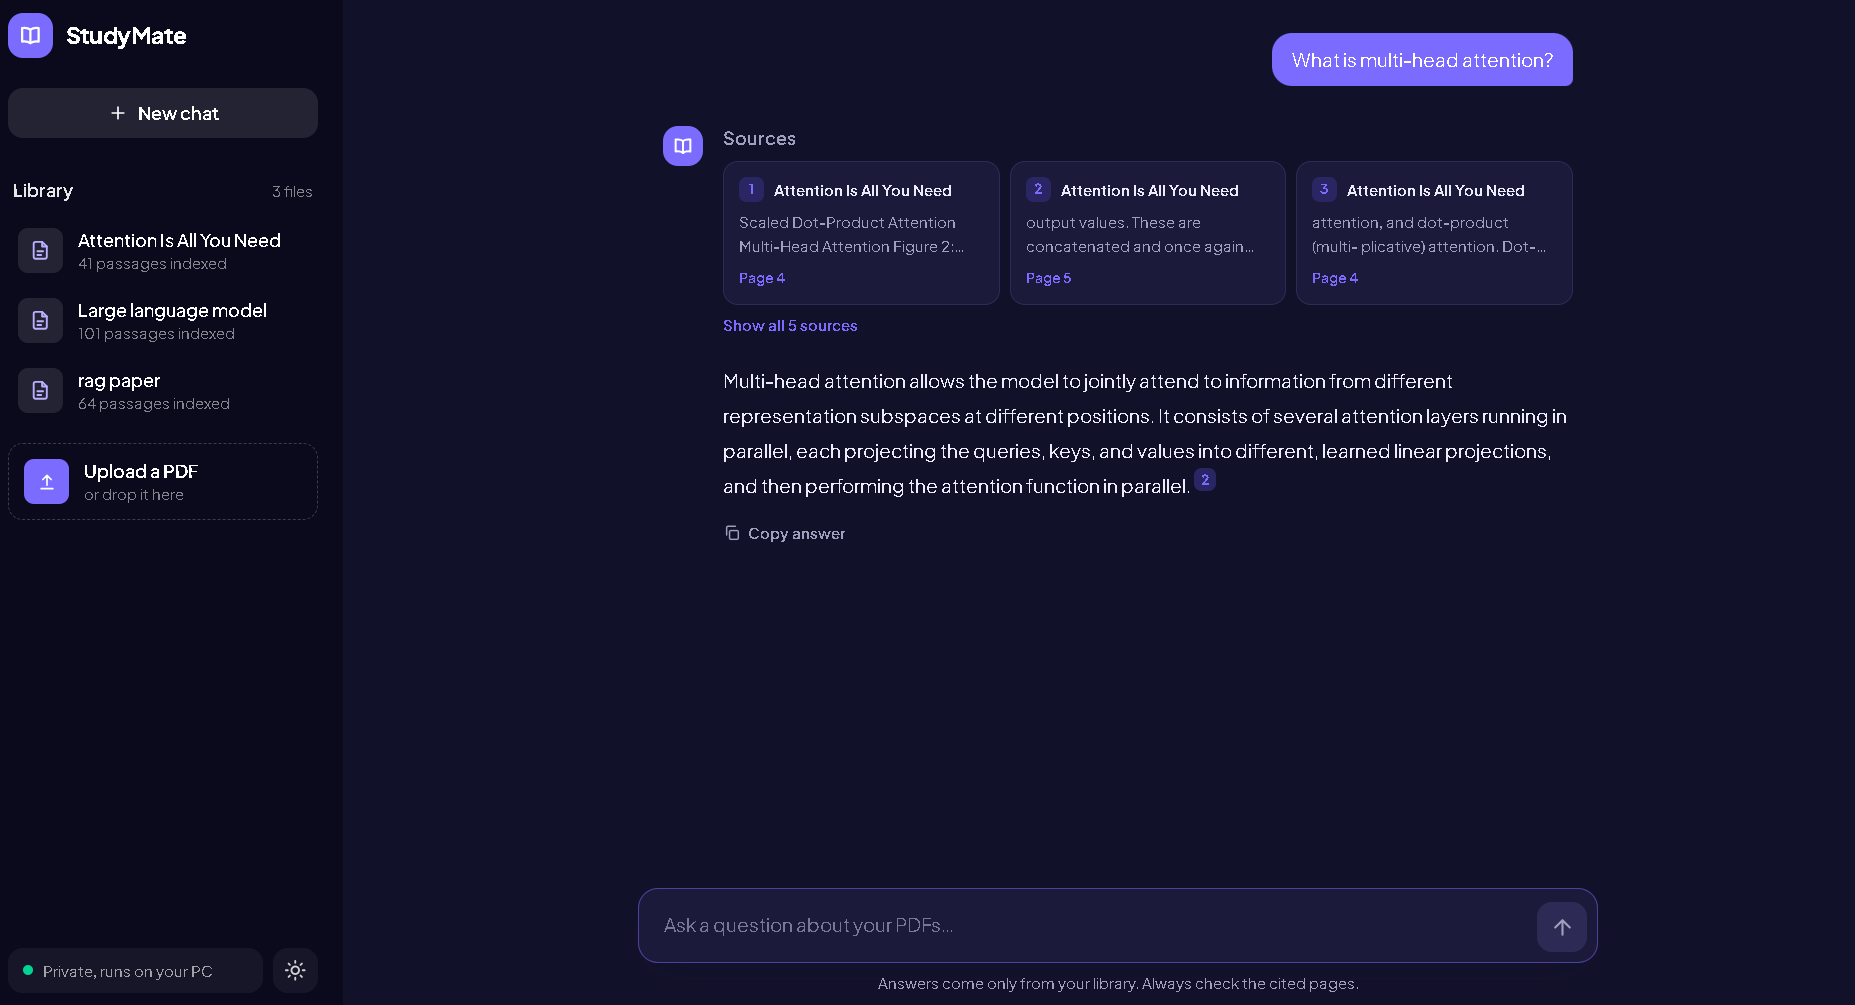 StudyMate
New chat
Library
3 files
Attention Is All You Need
41 passages indexed
Large language model
101 passages indexed
rag paper
64 passages indexed
Upload a PDF
or drop it here
Private, runs on your PC
What is multi-head attention?
Sources
1 Attention Is All You Need
Scaled Dot-Product Attention
Multi-Head Attention Figure 2:...
Page 4
2 Attention Is All You Need
output values. These are
concatenated and once again...
Page 5
3 Attention Is All You Need
attention, and dot-product
(multi- plicative) attention. Dot-...
Page 4
Show all 5 sources
Multi-head attention allows the model to jointly attend to information from different
representation subspaces at different positions. It consists of several attention layers running in
parallel, each projecting the queries, keys, and values into different, learned linear projections,
and then performing the attention function in parallel. 2
Copy answer
Ask a question about your PDFs...
Answers come only from your library. Always check the cited pages.